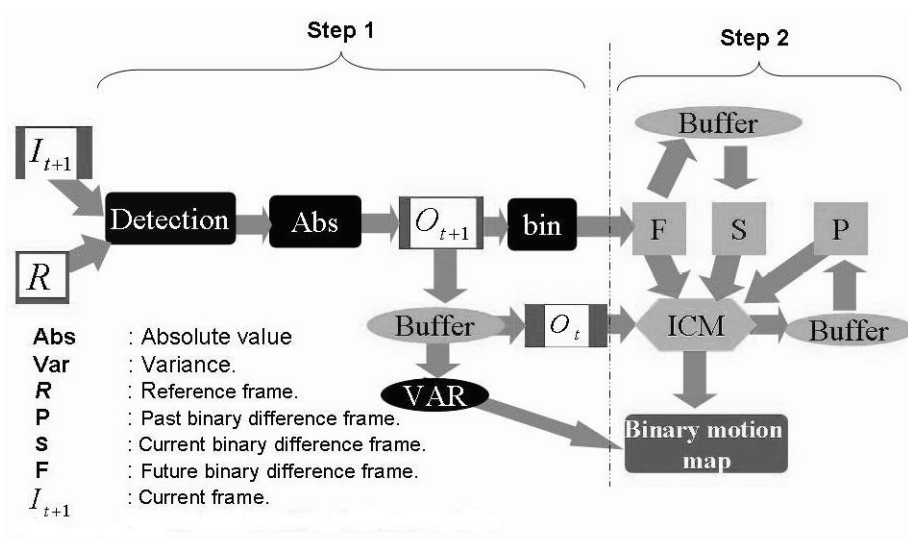 Step 1
Step 2
Buffer
I_{t+1}
Detection
Abs
O_{t+1}
bin
F
S
P
R
Buffer
O_t
ICM
Buffer
VAR
Binary motion
map
Abs : Absolute value
Var : Variance.
R : Reference frame.
P : Past binary difference frame.
S : Current binary difference frame.
F : Future binary difference frame.
I_{t+1} : Current frame.